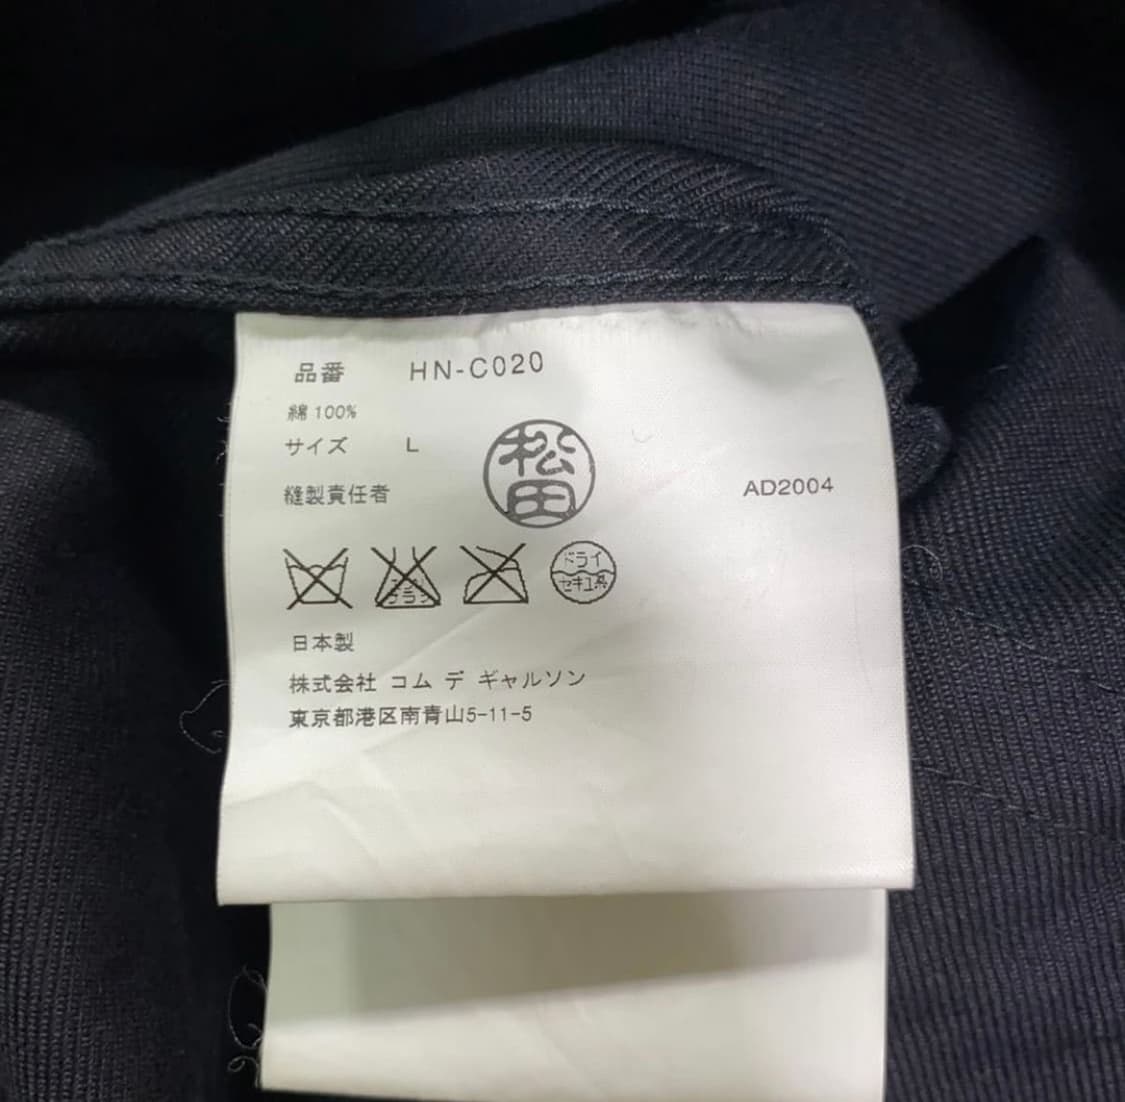 品番 HN-C020
綿 100%
サイズ L
縫製責任者 松田
AD2004
ドライ
セキユ系
日本製
株式会社 コム デ ギャルソン
東京都港区南青山5-11-5